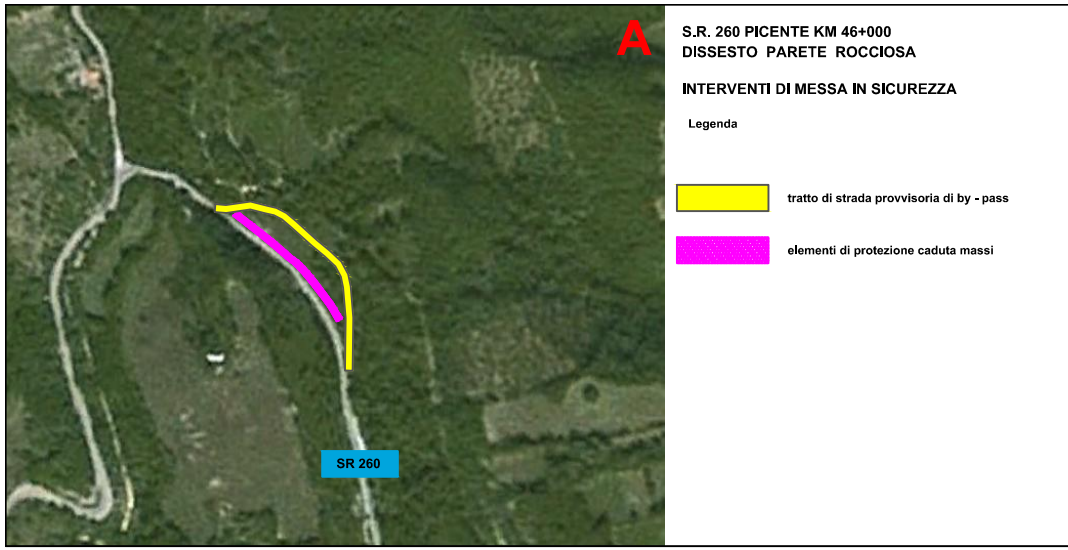 A
S.R. 260 PICENTE KM 46+000
DISSESTO PARETE ROCCIOSA
INTERVENTI DI MESSA IN SICUREZZA
Legenda
tratto di strada provvisoria di by - pass
elementi di protezione caduta massi
SR 260